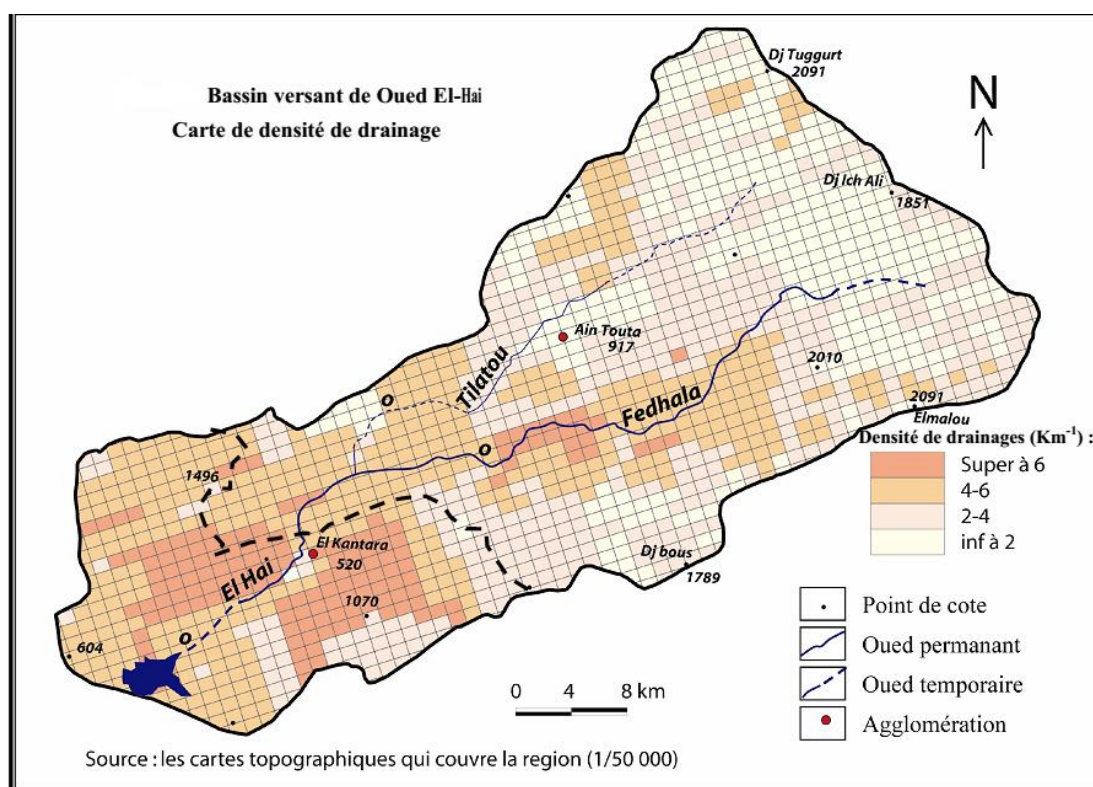 Bassin versant de Oued El-Hai
Carte de densité de drainage
N
Dj Tuggurt
2091
Dj Ich Ali
1851
Ain Touta
917
Tilatou
O
2010
Fedhala
2091
Elmalou
O
1496
El Kantara
520
El Hai
Dj bous
1789
1070
O
604
Densité de drainages (Km-1) :
Super à 6
4-6
2-4
inf à 2
Point de cote
Oued permanant
Oued temporaire
Agglomération
0 4 8 km
Source : les cartes topographiques qui couvre la region (1/50 000)